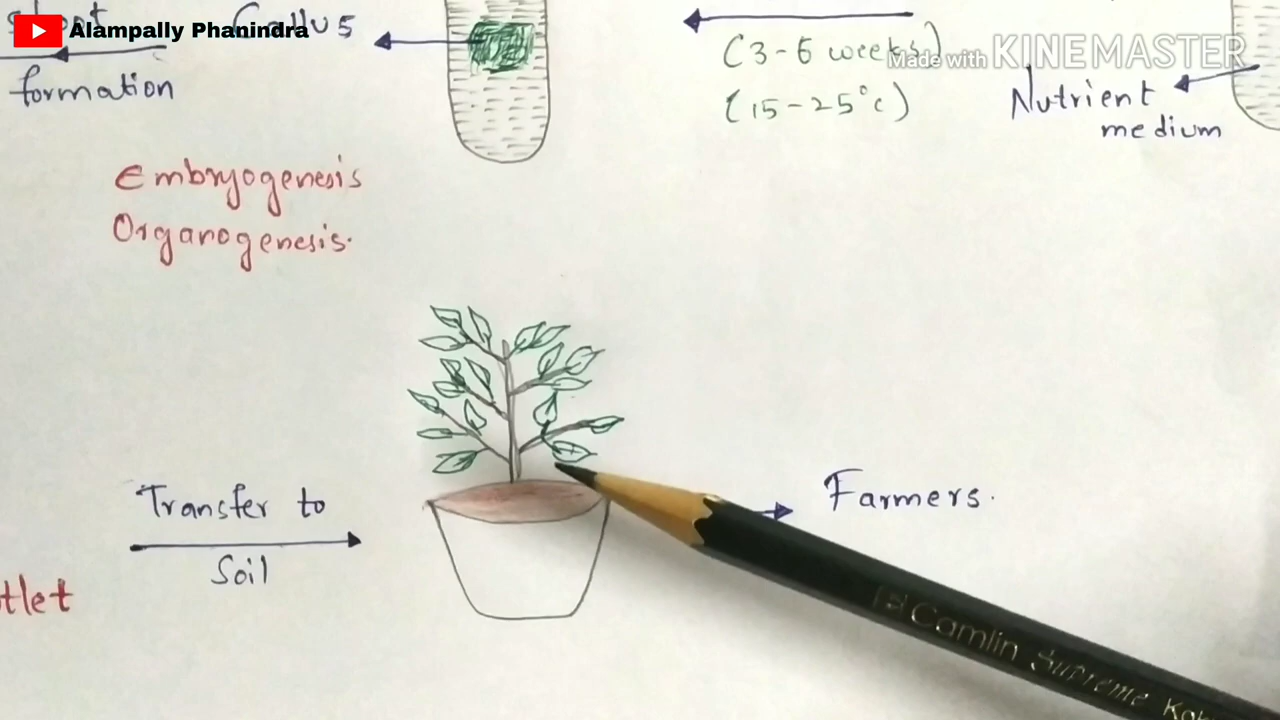 shoot
Callus
Alampally Phanindra
formation
(3-6 weeks)
(15-25°c)
Made with KINEMASTER
Nutrient
medium
Embryogenesis
Organogenesis.
Transfer to
Soil
Farmers.
tlet
Camlin Supreme